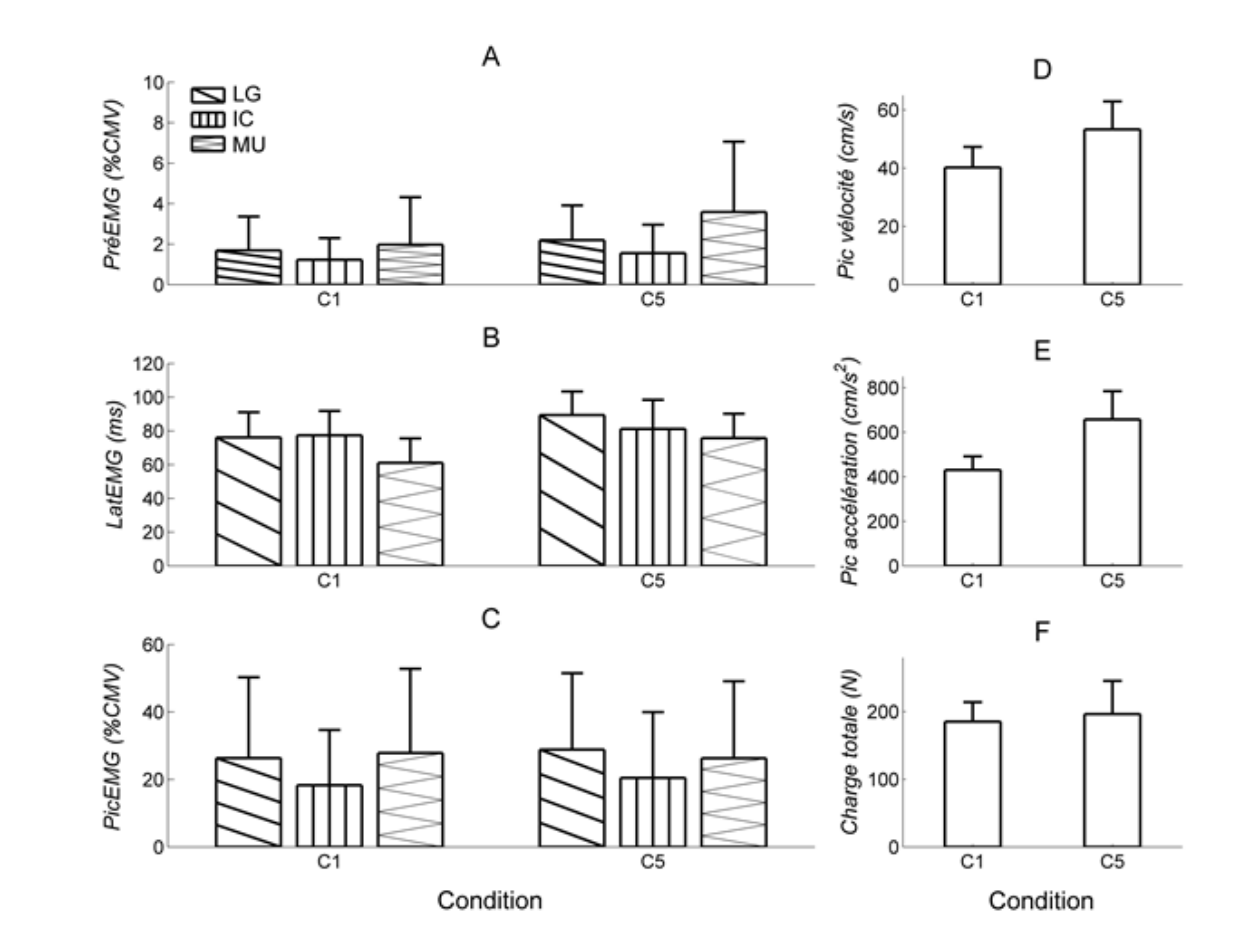 A
PréEMG (%CMV)
10
8
6
4
2
0
LG
IC
MU
C1
C5
D
Pic vélocité (cm/s)
60
40
20
0
C1
C5
B
LatEMG (ms)
120
100
80
60
40
20
0
C1
C5
E
Pic accélération (cm/s²)
800
600
400
200
0
C1
C5
C
PicEMG (%CMV)
60
40
20
0
C1
C5
Condition
F
Charge totale (N)
200
100
0
C1
C5
Condition